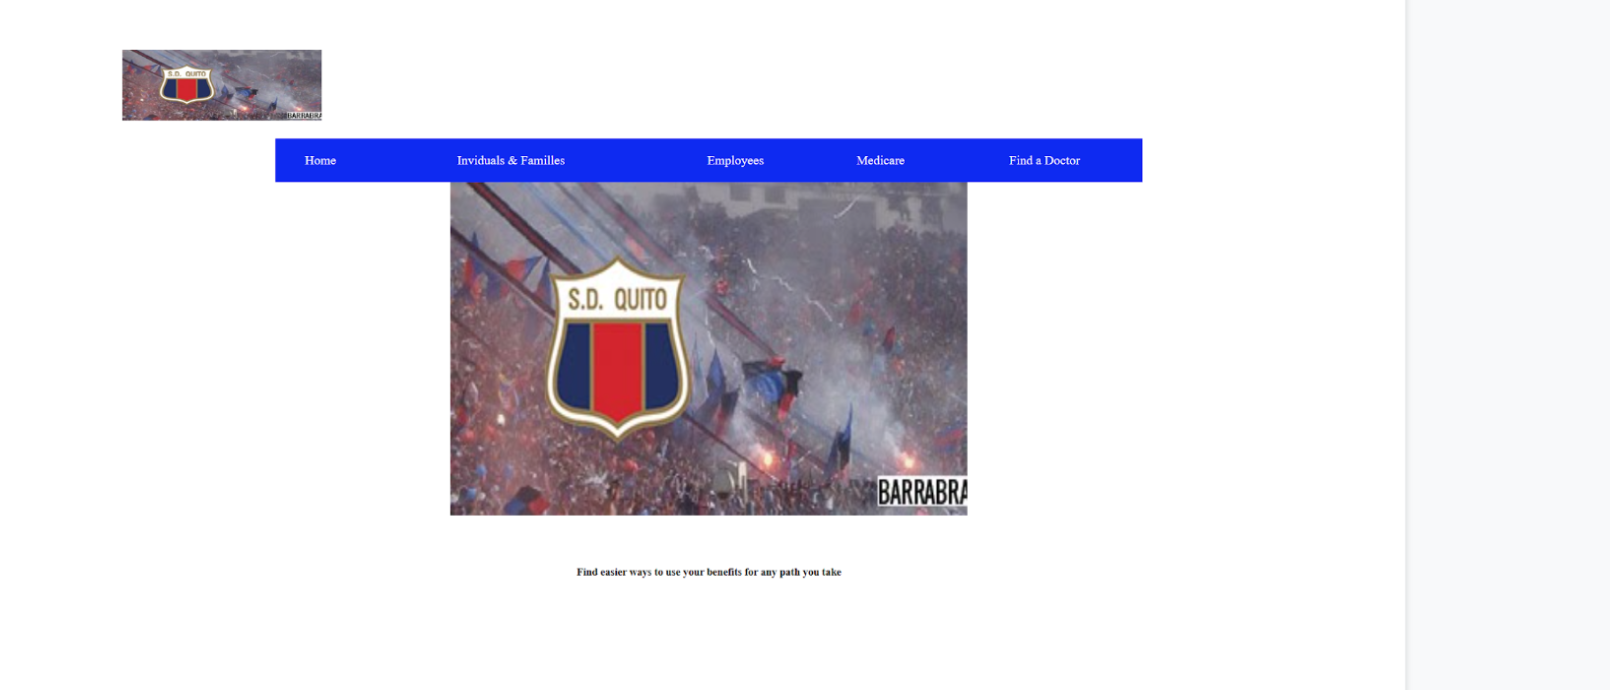 S.D. QUITO
BARRABRA
Home Inviduals & Familles Employees Medicare Find a Doctor
S.D. QUITO
BARRABRA
Find easier ways to use your benefits for any path you take